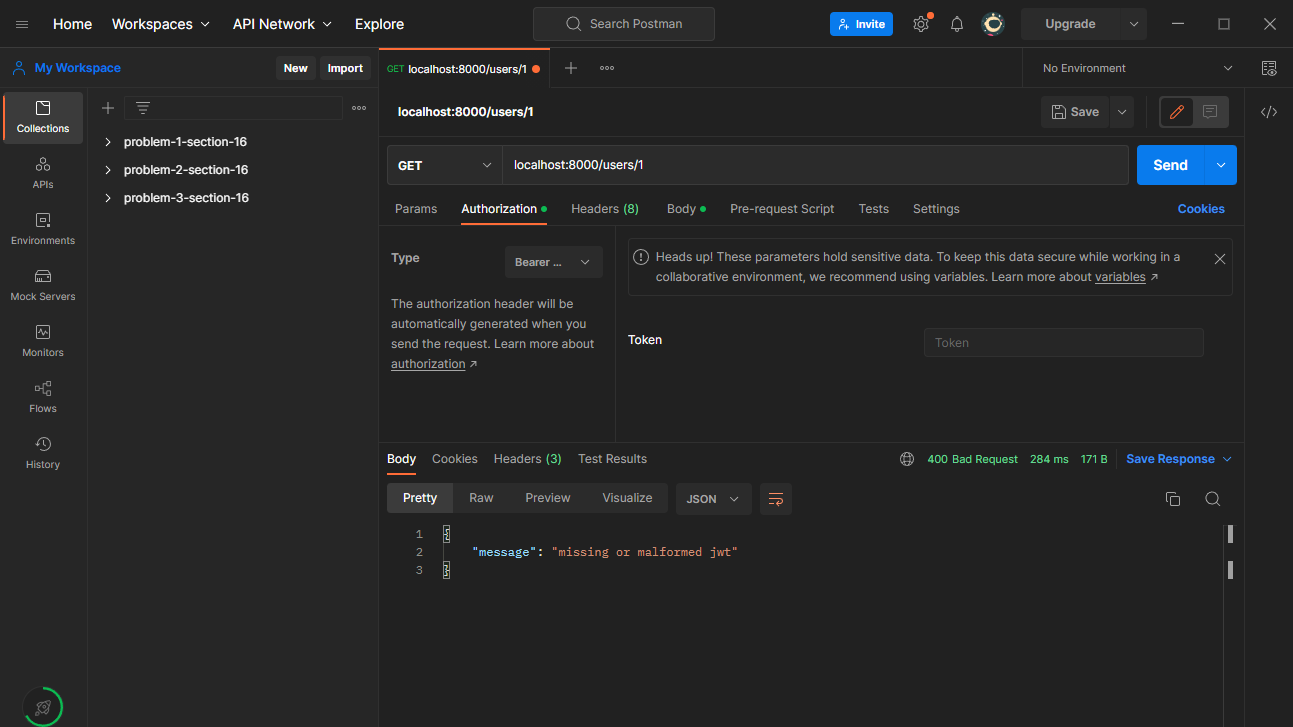 Home Workspaces API Network Explore Search Postman Invite Upgrade
My Workspace New Import
GET localhost:8000/users/1 No Environment
Collections
APIs
Environments
Mock Servers
Monitors
Flows
History
problem-1-section-16
problem-2-section-16
problem-3-section-16
localhost:8000/users/1 Save
GET localhost:8000/users/1 Send
Params Authorization Headers (8) Body Pre-request Script Tests Settings Cookies
Type Bearer ...
The authorization header will be
automatically generated when you
send the request. Learn more about
authorization ↗
Heads up! These parameters hold sensitive data. To keep this data secure while working in a
collaborative environment, we recommend using variables. Learn more about variables ↗
Token Token
Body Cookies Headers (3) Test Results 400 Bad Request 284 ms 171 B Save Response
Pretty Raw Preview Visualize JSON
1 {
2 "message": "missing or malformed jwt"
3 }